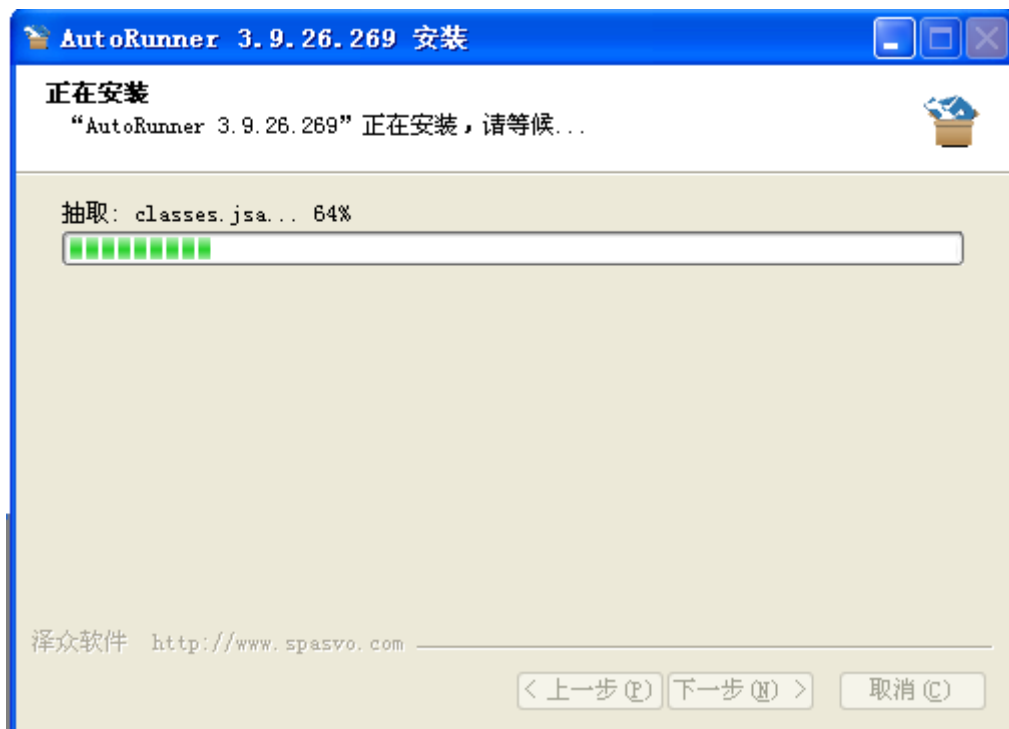 AutoRunner 3.9.26.269 安装
正在安装
“AutoRunner 3.9.26.269”正在安装，请等候...
抽取: classes.jsa... 64%
泽众软件 http://www.spasvo.com
< 上一步(P) 下一步(N) > 取消(C)